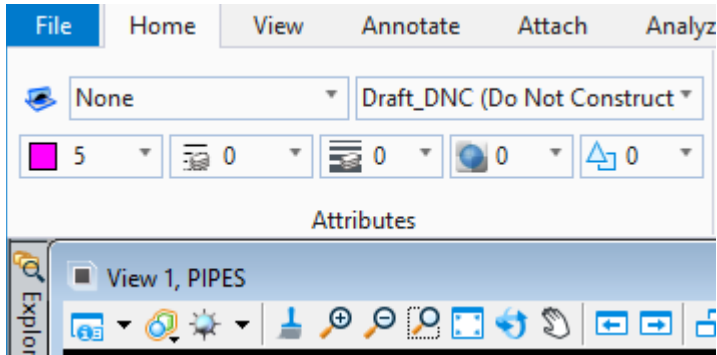 File Home View Annotate Attach Analyz
None Draft_DNC (Do Not Construct
5 0 0 0 0
Attributes
View 1, PIPES
Explor